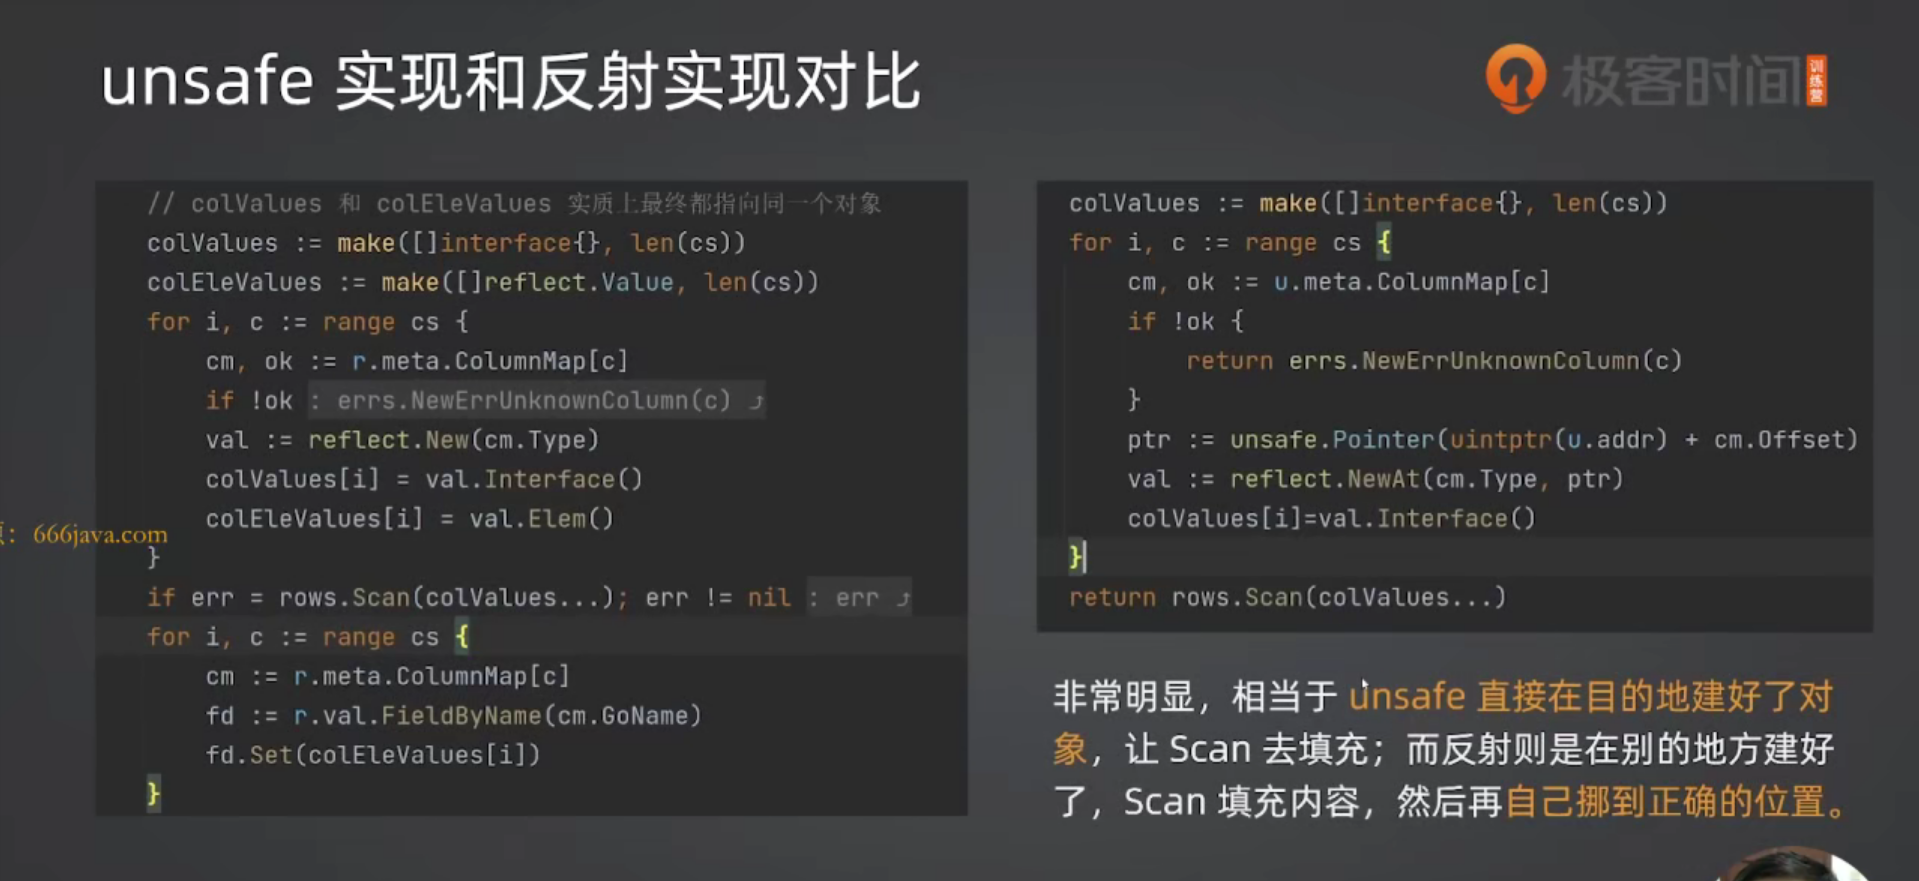 unsafe 实现和反射实现对比
极客时间
训练营
// colValues 和 colEleValues 实质上最终都指向同一个对象
colValues := make([]interface{}, len(cs))
colEleValues := make([]reflect.Value, len(cs))
for i, c := range cs {
cm, ok := r.meta.ColumnMap[c]
if !ok : errs.NewErrUnknownColumn(c)
val := reflect.New(cm.Type)
colValues[i] = val.Interface()
colEleValues[i] = val.Elem()
}
if err = rows.Scan(colValues...); err != nil : err
for i, c := range cs {
cm := r.meta.ColumnMap[c]
fd := r.val.FieldByName(cm.GoName)
fd.Set(colEleValues[i])
}
：666java.com
colValues := make([]interface{}, len(cs))
for i, c := range cs {
cm, ok := u.meta.ColumnMap[c]
if !ok {
return errs.NewErrUnknownColumn(c)
}
ptr := unsafe.Pointer(uintptr(u.addr) + cm.Offset)
val := reflect.NewAt(cm.Type, ptr)
colValues[i]=val.Interface()
}
return rows.Scan(colValues...)
非常明显，相当于 unsafe 直接在目的地建好了对
象，让 Scan 去填充；而反射则是在别的地方建好
了，Scan 填充内容，然后再自己挪到正确的位置。